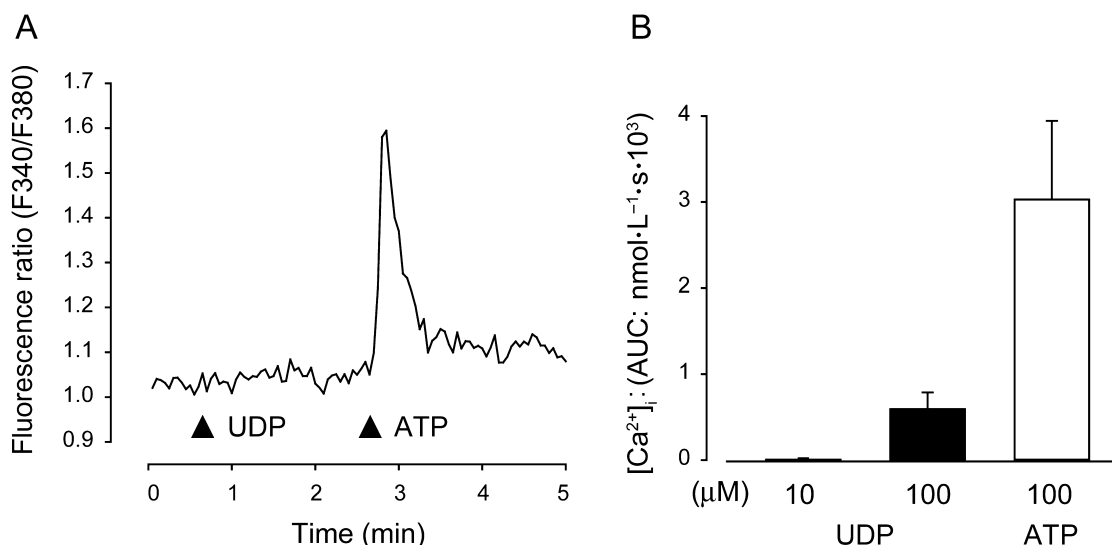 A
Fluorescence ratio (F340/F380)
1.7
1.6
1.5
1.4
1.3
1.2
1.1
1.0
0.9
▲ UDP ▲ ATP
0 1 2 3 4 5
Time (min)
B
[Ca²⁺]ᵢ: (AUC: nmol•L⁻¹•s•10³)
4
3
2
1
0
(μM) 10 100 100
UDP ATP